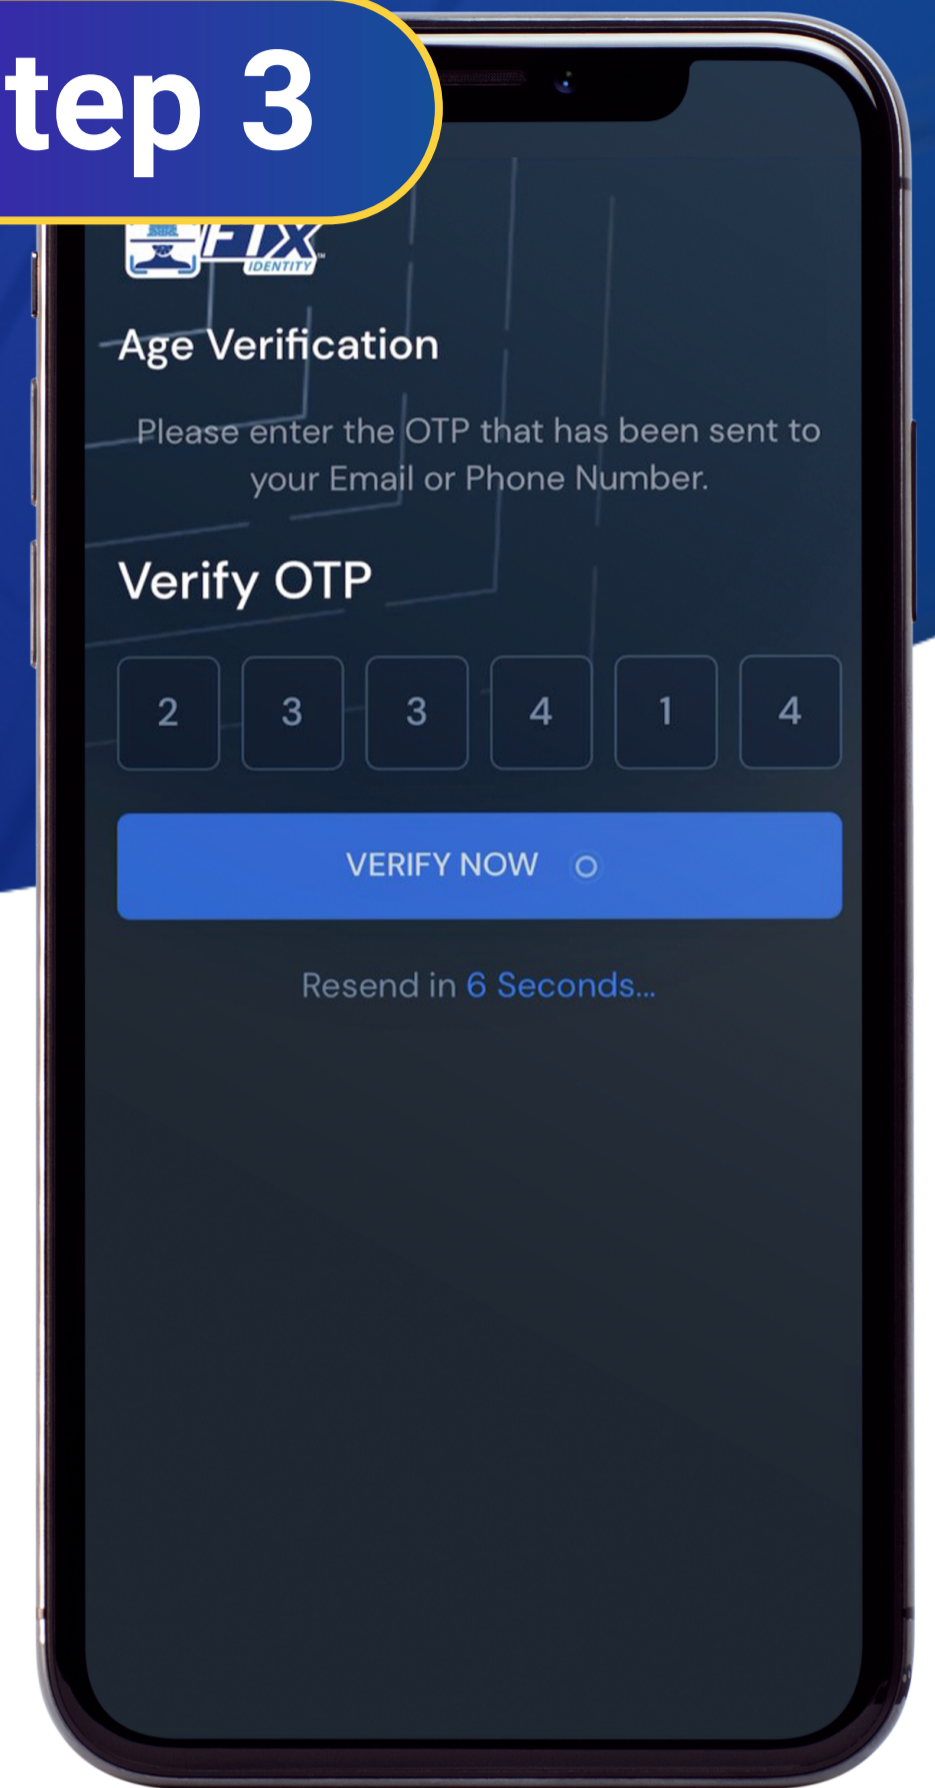 tep 3
FTX
IDENTITY
Age Verification
Please enter the OTP that has been sent to
your Email or Phone Number.
Verify OTP
2 3 3 4 1 4
VERIFY NOW
Resend in 6 Seconds...